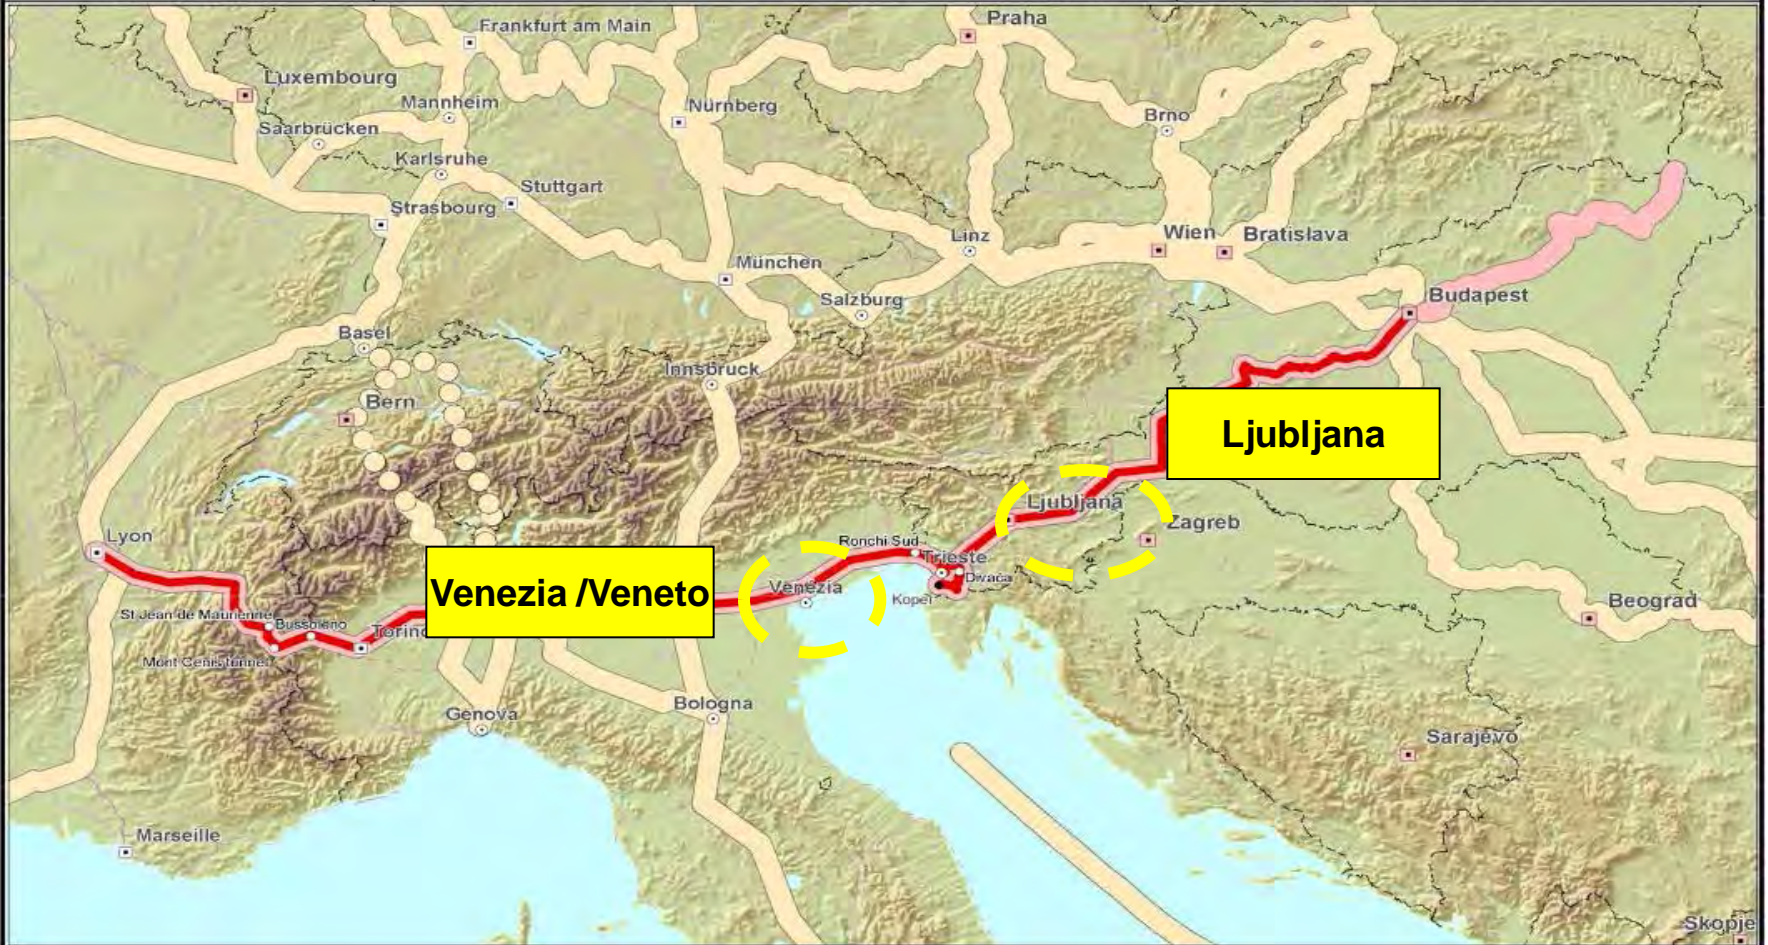 Praha
Frankfurt am Main
Luxembourg
Mannheim
Nürnberg
Brno
Saarbrücken
Karlsruhe
Stuttgart
Strasbourg
Linz
Wien
Bratislava
München
Salzburg
Budapest
Basel
Innsbruck
Bern
Ljubljana
Ljubljana
Zagreb
Lyon
Ronchi Sud
Trieste
Divača
Venezia /Veneto
Venezia
Koper
Beograd
St Jean de Maurienne
Bussoleno
Torino
Mont Cenis tunnel
Bologna
Genova
Sarajevo
Marseille
Skopje